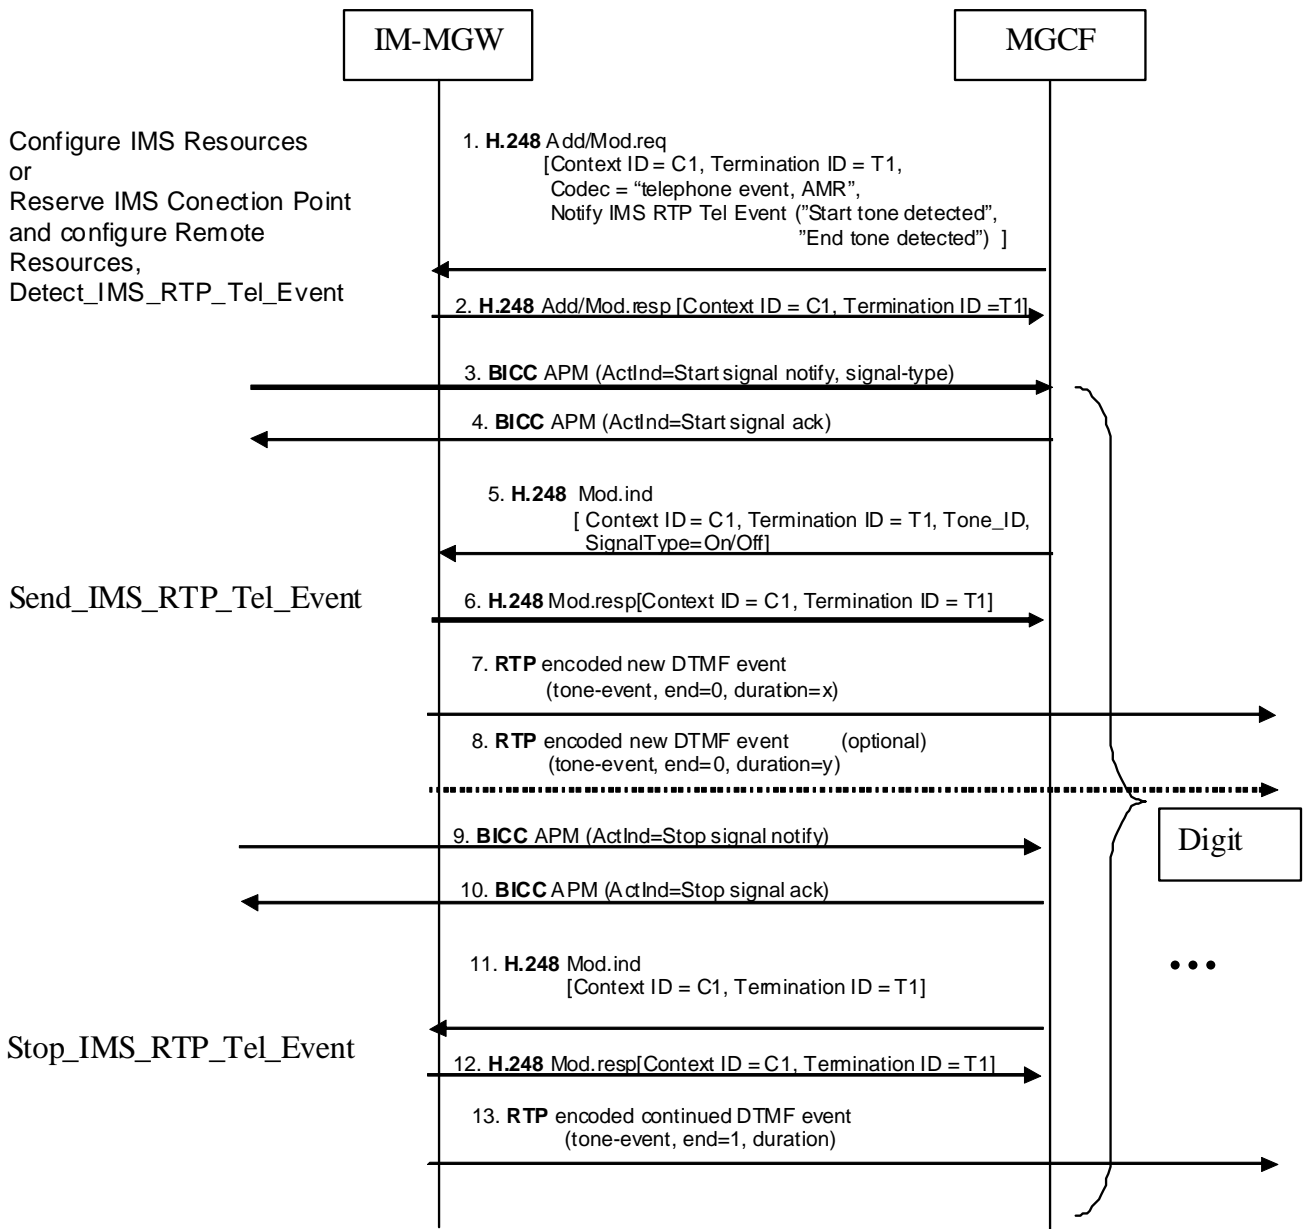 IM-MGW
MGCF
Configure IMS Resources
or
Reserve IMS Conection Point
and configure Remote
Resources,
Detect_IMS_RTP_Tel_Event
1. H.248 Add/Mod.req
[Context ID = C1, Termination ID = T1,
Codec = “telephone event, AMR”,
Notify IMS RTP Tel Event (”Start tone detected”,
”End tone detected”) ]
2. H.248 Add/Mod.resp [Context ID = C1, Termination ID =T1]
3. BICC APM (ActInd=Start signal notify, signal-type)
4. BICC APM (ActInd=Start signal ack)
5. H.248 Mod.ind
[ Context ID = C1, Termination ID = T1, Tone_ID,
SignalType=On/Off]
Send_IMS_RTP_Tel_Event
6. H.248 Mod.resp[Context ID = C1, Termination ID = T1]
7. RTP encoded new DTMF event
(tone-event, end=0, duration=x)
8. RTP encoded new DTMF event (optional)
(tone-event, end=0, duration=y)
9. BICC APM (ActInd=Stop signal notify)
Digit
10. BICC APM (ActInd=Stop signal ack)
11. H.248 Mod.ind
[Context ID = C1, Termination ID = T1]
...
Stop_IMS_RTP_Tel_Event
12. H.248 Mod.resp[Context ID = C1, Termination ID = T1]
13. RTP encoded continued DTMF event
(tone-event, end=1, duration)